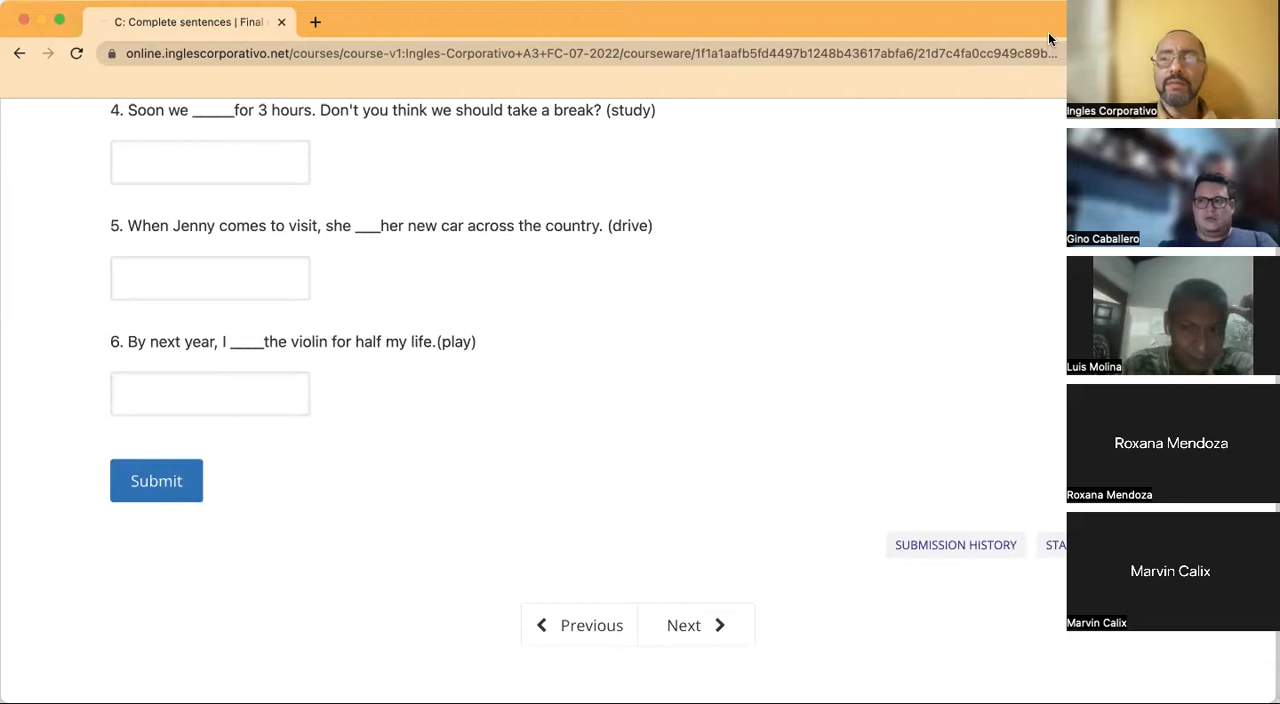 C: Complete sentences | Final
online.inglescorporativo.net/courses/course-v1:Ingles-Corporativo+A3+FC-07-2022/courseware/1f1a1aafb5fd4497b1248b43617abfa6/21d7c4fa0cc949c89b...
4. Soon we _____for 3 hours. Don't you think we should take a break? (study)
5. When Jenny comes to visit, she ___her new car across the country. (drive)
6. By next year, I ____the violin for half my life.(play)
Submit
SUBMISSION HISTORY
STA
Previous
Next
Ingles Corporativo
Gino Caballero
Luis Molina
Roxana Mendoza
Roxana Mendoza
Marvin Calix
Marvin Calix